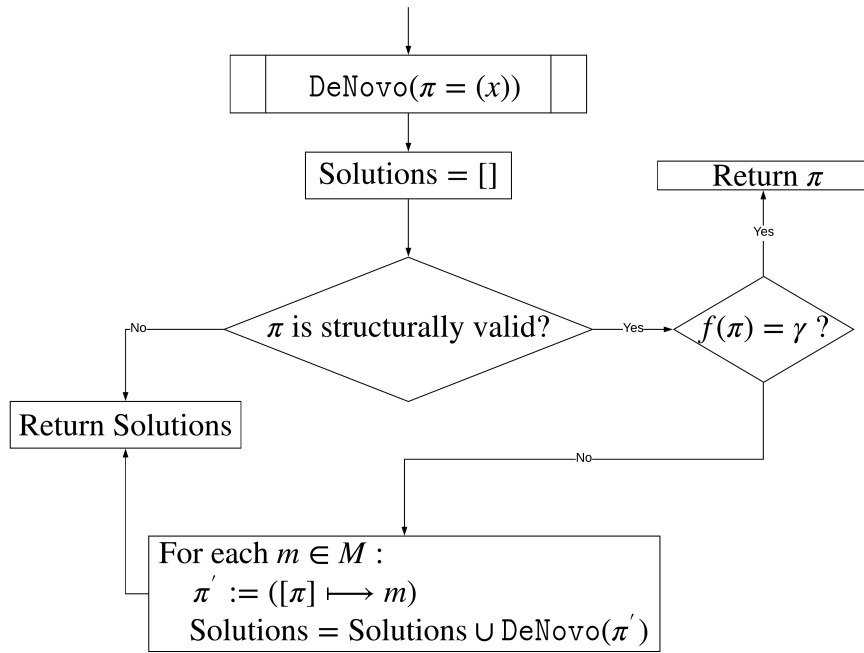 DeNovo(π = (x))
Solutions = []
Return π
Yes
π is structurally valid?
No
Yes
f(π) = γ ?
Return Solutions
No
For each m ∈ M :
π′ := ([π] ⟼ m)
Solutions = Solutions ∪ DeNovo(π′)